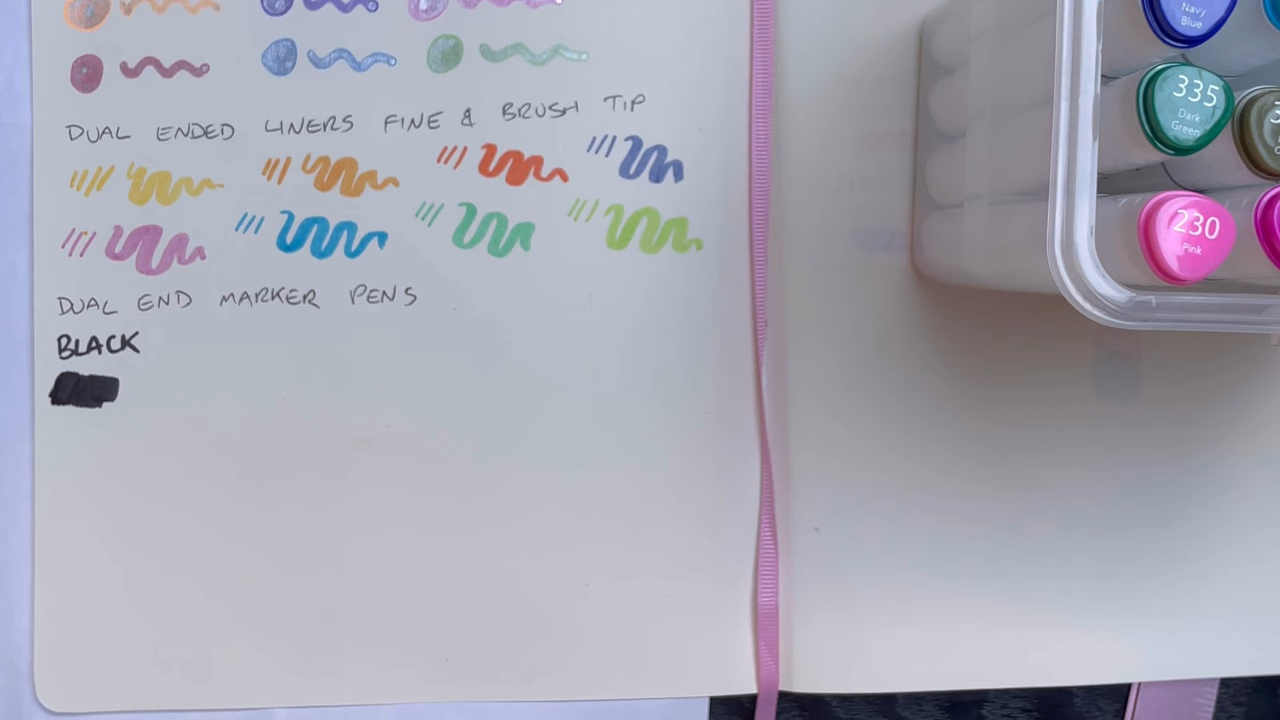 DUAL ENDED LINERS FINE & BRUSH TIP
DUAL END MARKER PENS
BLACK
Navy
Blue
335
Dark
Green
230
Pink